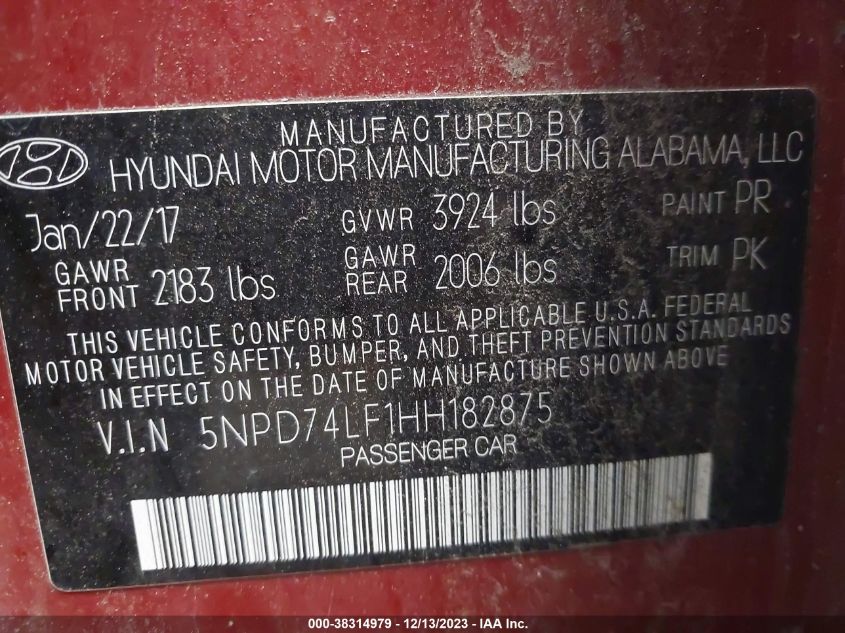 MANUFACTURED BY
HYUNDAI MOTOR MANUFACTURING ALABAMA, LLC
Jan/22/17 GVWR 3924 lbs PAINT PR
GAWR FRONT 2183 lbs GAWR REAR 2006 lbs TRIM PK
THIS VEHICLE CONFORMS TO ALL APPLICABLE U.S.A. FEDERAL
MOTOR VEHICLE SAFETY, BUMPER, AND THEFT PREVENTION STANDARDS
IN EFFECT ON THE DATE OF MANUFACTURE SHOWN ABOVE
V.I.N 5NPD74LF1HH182875
PASSENGER CAR
000-38314979 - 12/13/2023 - IAA Inc.